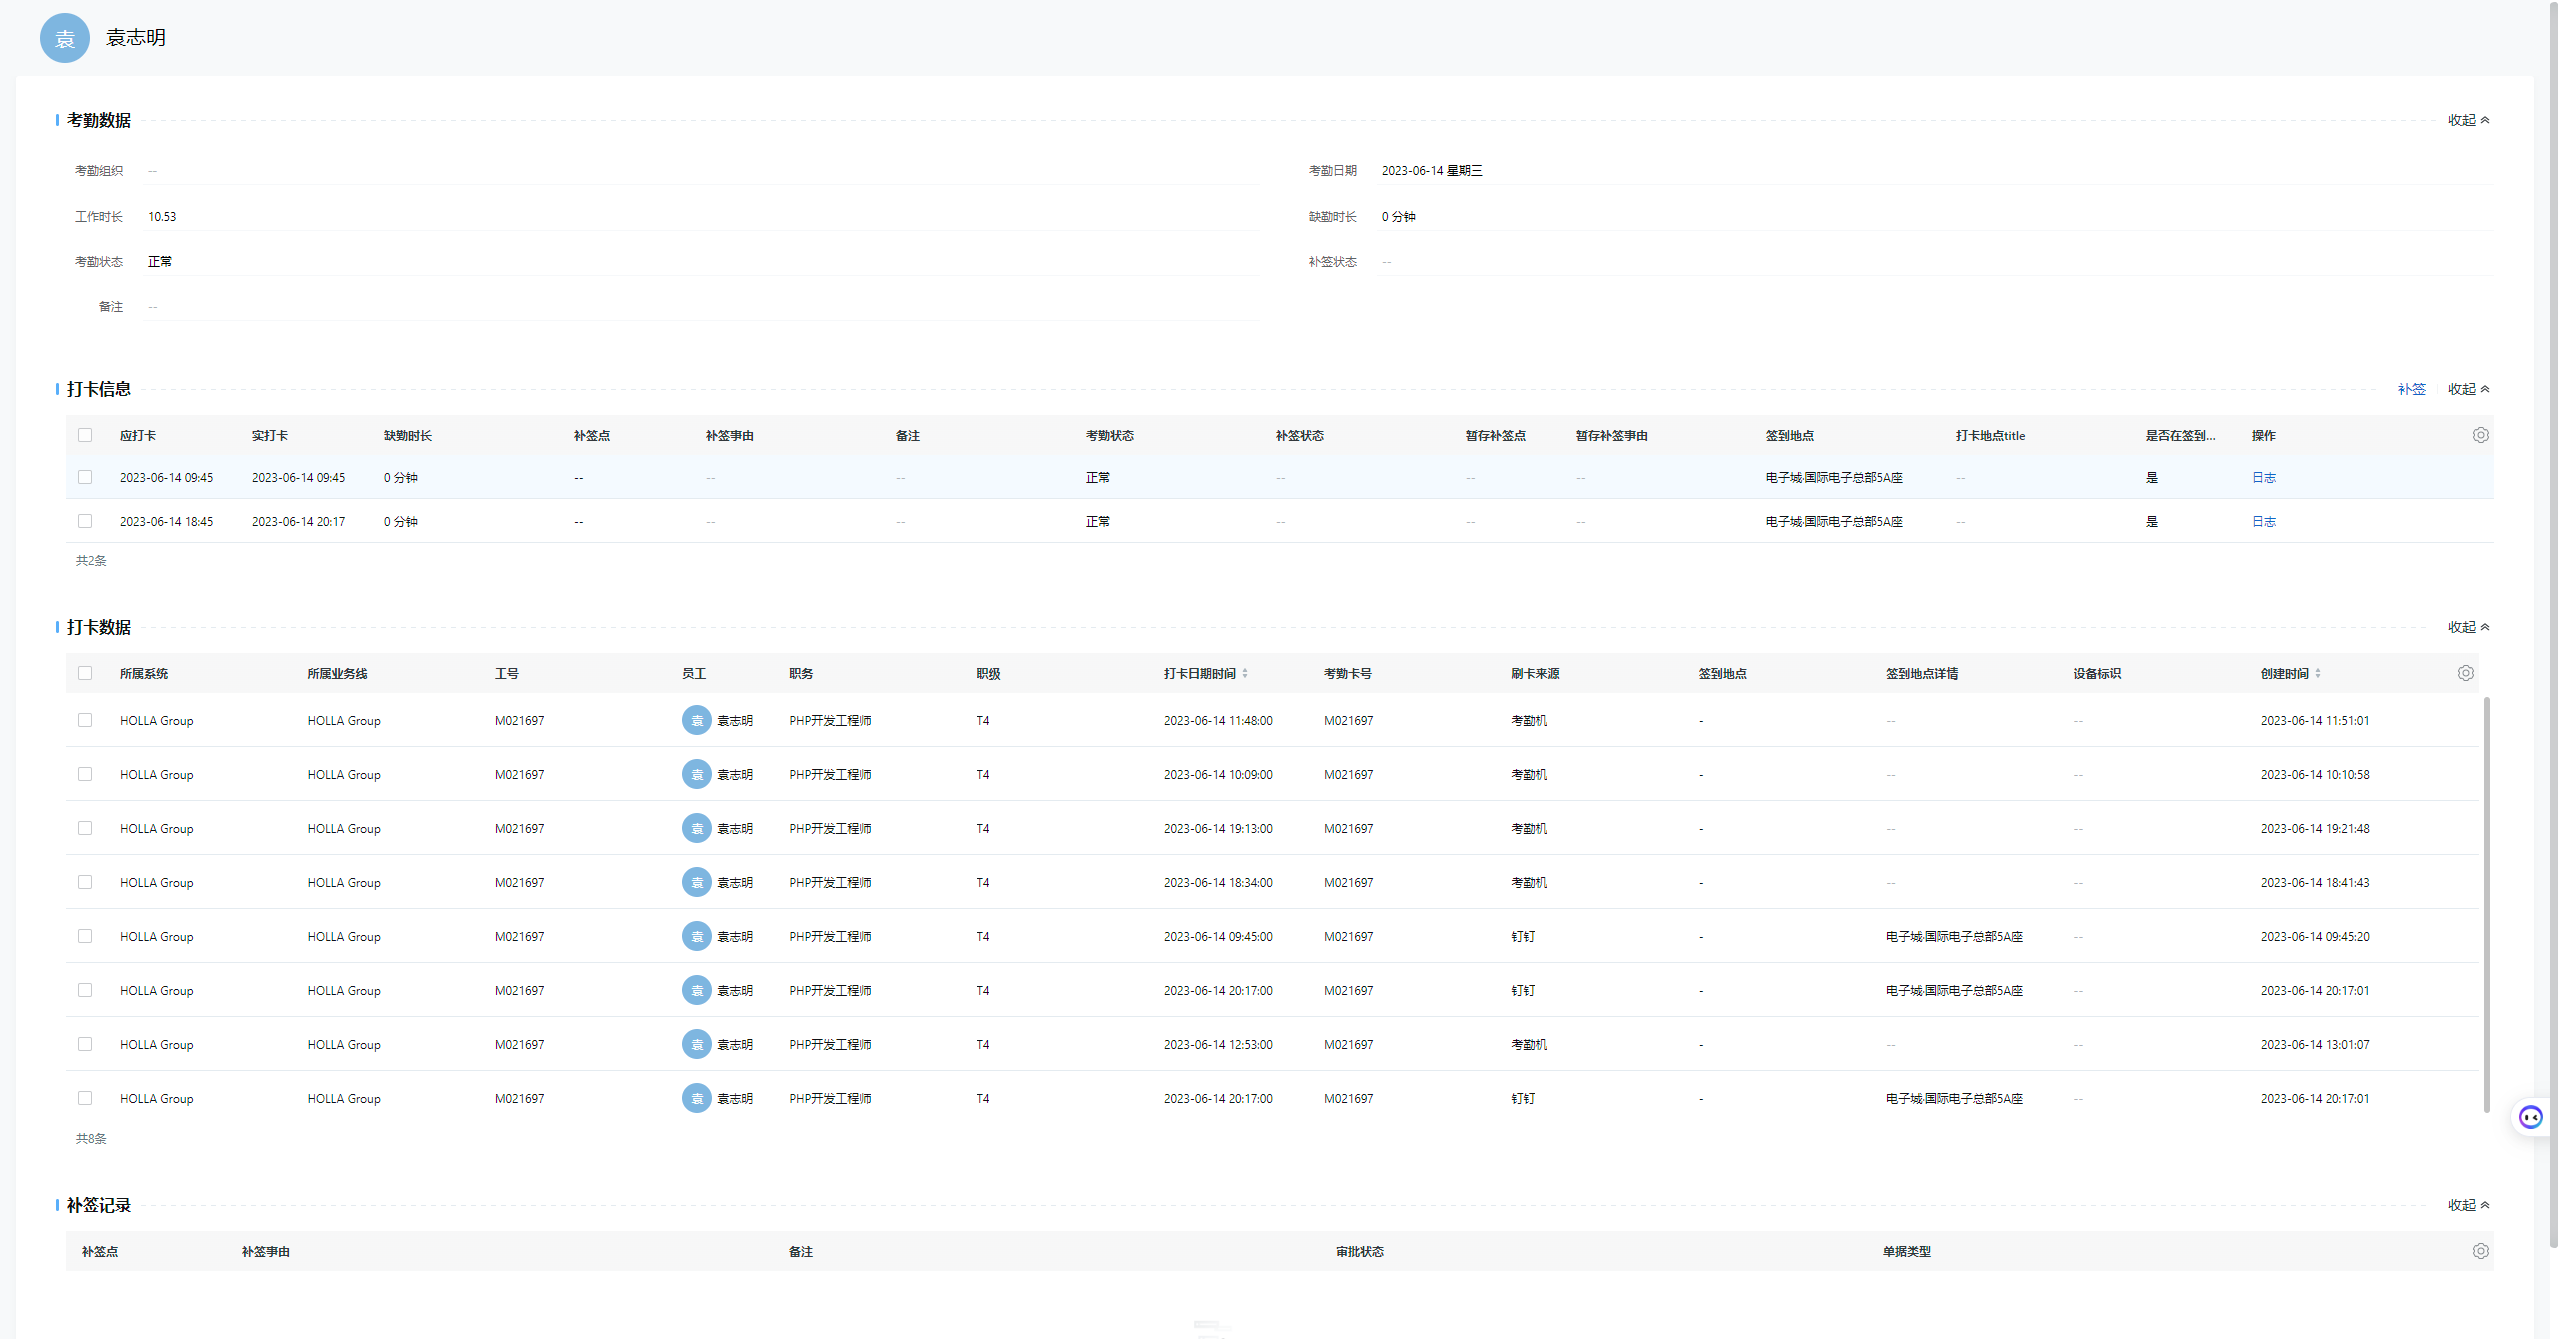 袁 袁志明
考勤数据 收起
考勤组织 -- 考勤日期 2023-06-14 星期三
工作时长 10.53 缺勤时长 0 分钟
考勤状态 正常 补签状态 --
备注 --
打卡信息 补签 收起
应打卡 实打卡 缺勤时长 补签点 补签事由 备注 考勤状态 补签状态 暂存补签点 暂存补签事由 签到地点 打卡地点title 是否在签到... 操作
2023-06-14 09:45 2023-06-14 09:45 0 分钟 -- -- -- 正常 -- -- -- 电子城·国际电子总部5A座 -- 是 日志
2023-06-14 18:45 2023-06-14 20:17 0 分钟 -- -- -- 正常 -- -- -- 电子城·国际电子总部5A座 -- 是 日志
共2条
打卡数据 收起
所属系统 所属业务线 工号 员工 职务 职级 打卡日期时间 考勤卡号 刷卡来源 签到地点 签到地点详情 设备标识 创建时间
HOLLA Group HOLLA Group M021697 袁 袁志明 PHP开发工程师 T4 2023-06-14 11:48:00 M021697 考勤机 - -- -- 2023-06-14 11:51:01
HOLLA Group HOLLA Group M021697 袁 袁志明 PHP开发工程师 T4 2023-06-14 10:09:00 M021697 考勤机 - -- -- 2023-06-14 10:10:58
HOLLA Group HOLLA Group M021697 袁 袁志明 PHP开发工程师 T4 2023-06-14 19:13:00 M021697 考勤机 - -- -- 2023-06-14 19:21:48
HOLLA Group HOLLA Group M021697 袁 袁志明 PHP开发工程师 T4 2023-06-14 18:34:00 M021697 考勤机 - -- -- 2023-06-14 18:41:43
HOLLA Group HOLLA Group M021697 袁 袁志明 PHP开发工程师 T4 2023-06-14 09:45:00 M021697 钉钉 - 电子城·国际电子总部5A座 -- 2023-06-14 09:45:20
HOLLA Group HOLLA Group M021697 袁 袁志明 PHP开发工程师 T4 2023-06-14 20:17:00 M021697 钉钉 - 电子城·国际电子总部5A座 -- 2023-06-14 20:17:01
HOLLA Group HOLLA Group M021697 袁 袁志明 PHP开发工程师 T4 2023-06-14 12:53:00 M021697 考勤机 - -- -- 2023-06-14 13:01:07
HOLLA Group HOLLA Group M021697 袁 袁志明 PHP开发工程师 T4 2023-06-14 20:17:00 M021697 钉钉 - 电子城·国际电子总部5A座 -- 2023-06-14 20:17:01
共8条
补签记录 收起
补签点 补签事由 备注 审批状态 单据类型